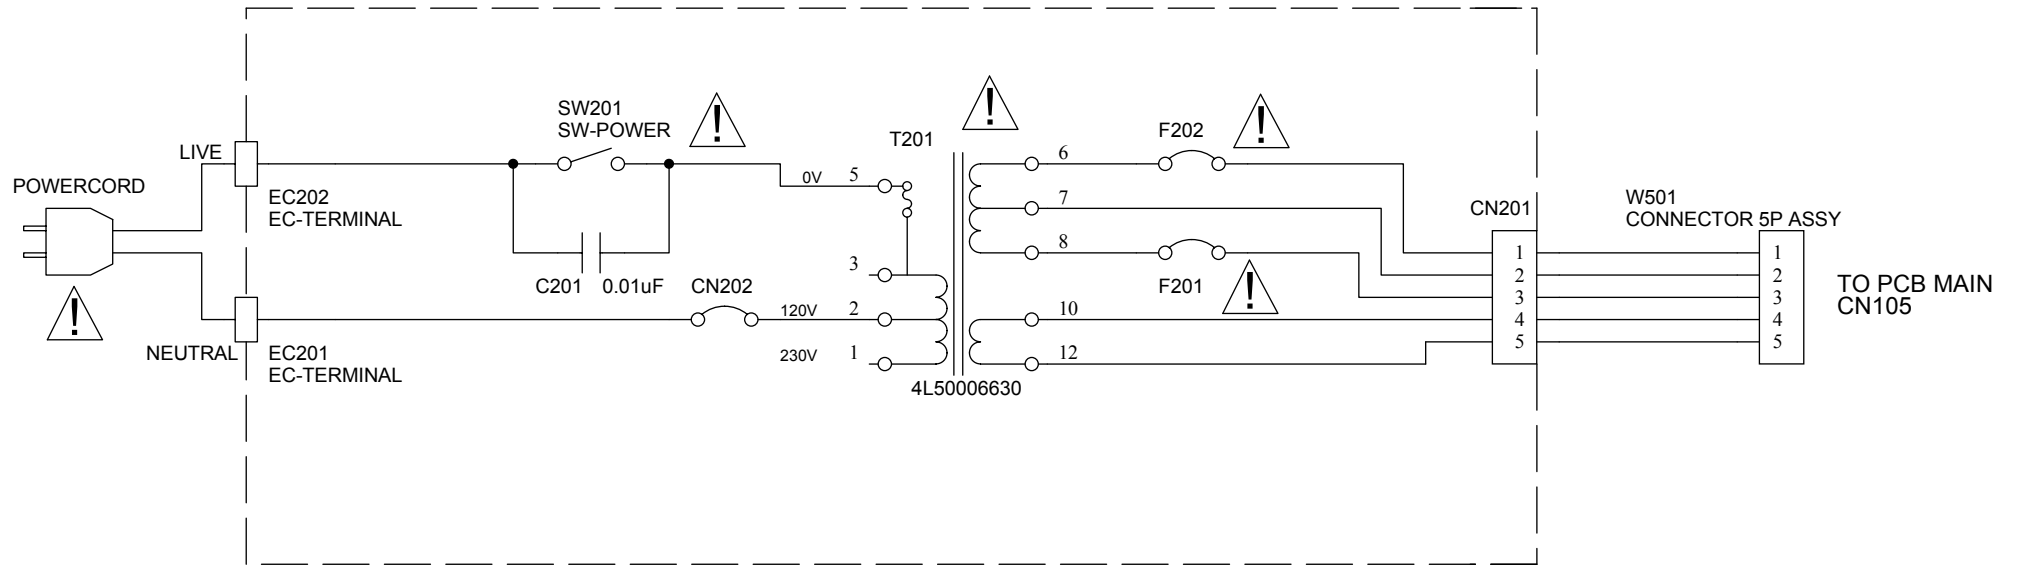 POWERCORD
LIVE
NEUTRAL
EC202
EC-TERMINAL
EC201
EC-TERMINAL
SW201
SW-POWER
!
C201 0.01uF
CN202
0V 5
3
120V 2
230V 1
T201
4L50006630
!
6
7
8
10
12
F202
!
F201
!
CN201
1
2
3
4
5
W501
CONNECTOR 5P ASSY
1
2
3
4
5
TO PCB MAIN
CN105
!